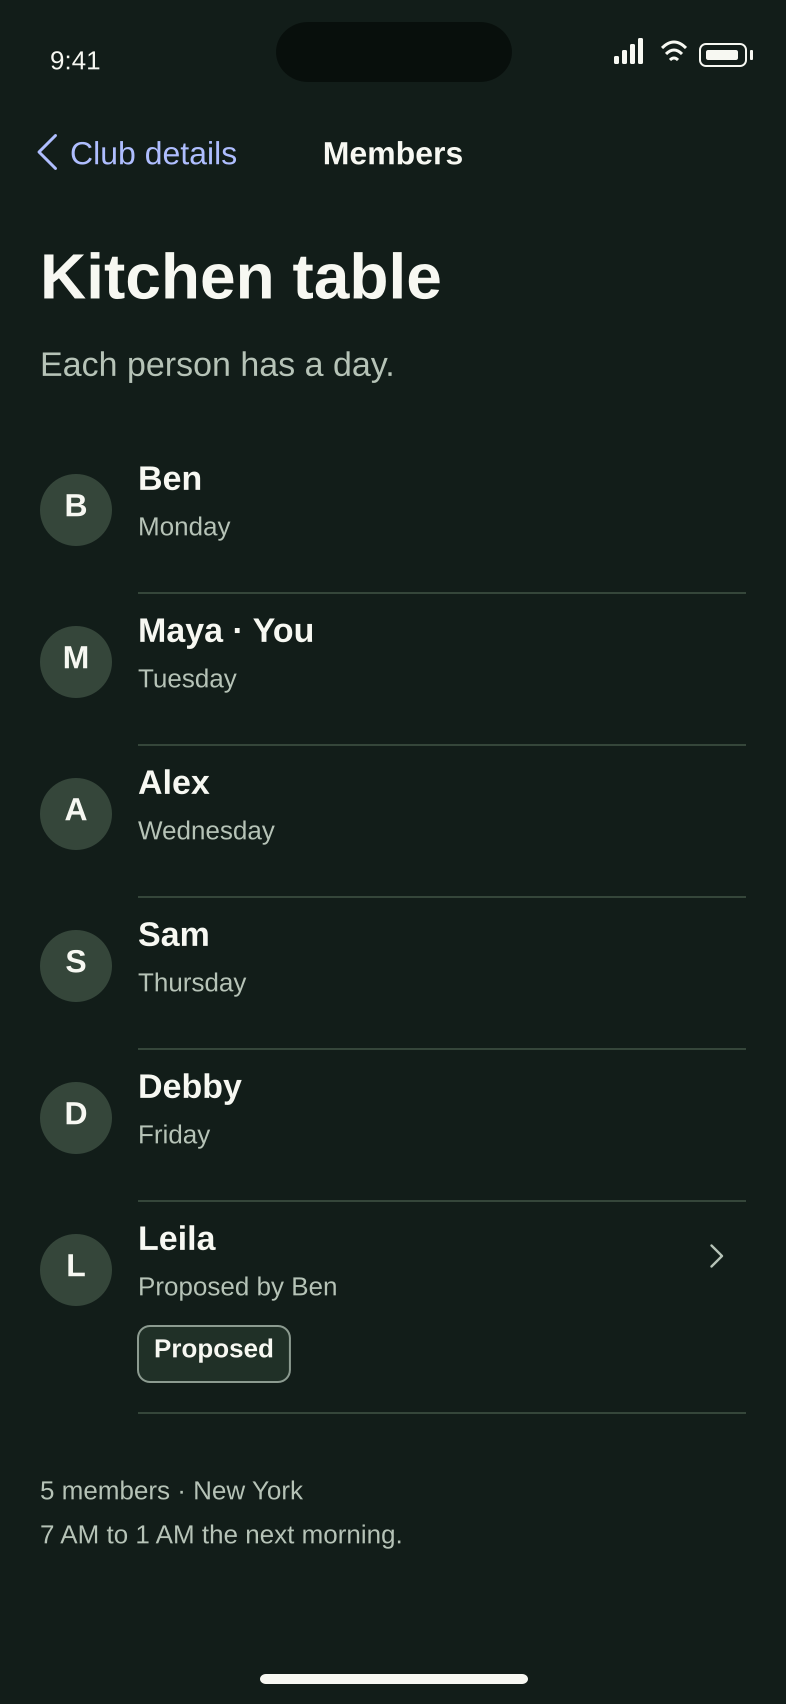 9:41
Club details
Members
Kitchen table
Each person has a day.
B
Ben
Monday
M
Maya · You
Tuesday
A
Alex
Wednesday
S
Sam
Thursday
D
Debby
Friday
L
Leila
Proposed by Ben
Proposed
5 members · New York
7 AM to 1 AM the next morning.